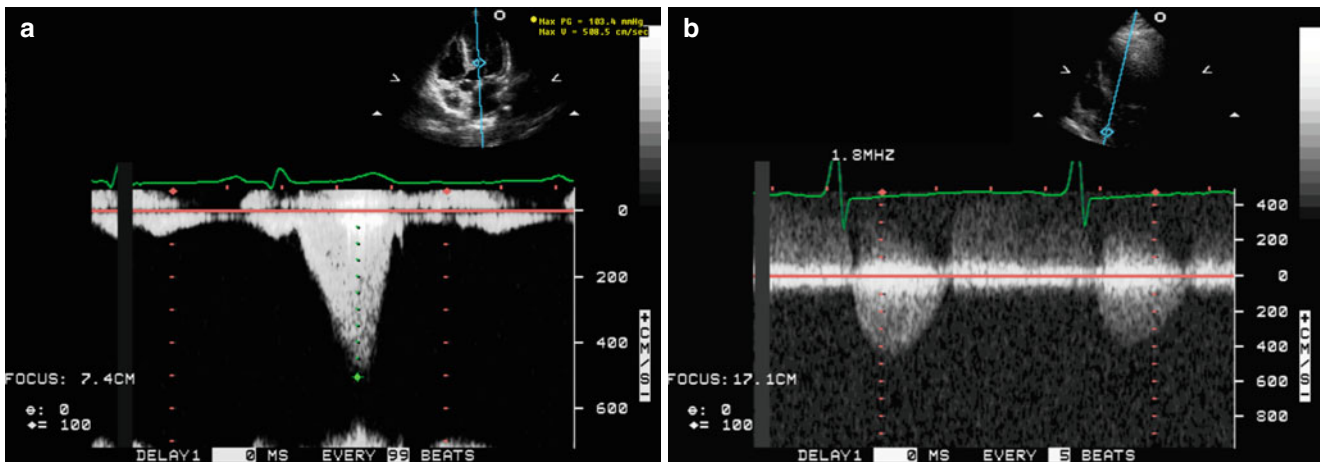 a
Max PG = 103.4 mmHg
Max V = 508.5 cm/sec
0
200
400
600
+CM/S-
FOCUS: 7.4CM
⊖: 0
◆= 100
DELAY1 0 MS EVERY 99 BEATS
b
1.8MHZ
400
200
0
200
400
600
800
+CM/S-
FOCUS:17.1CM
⊖: 0
◆= 100
DELAY1 0 MS EVERY 5 BEATS